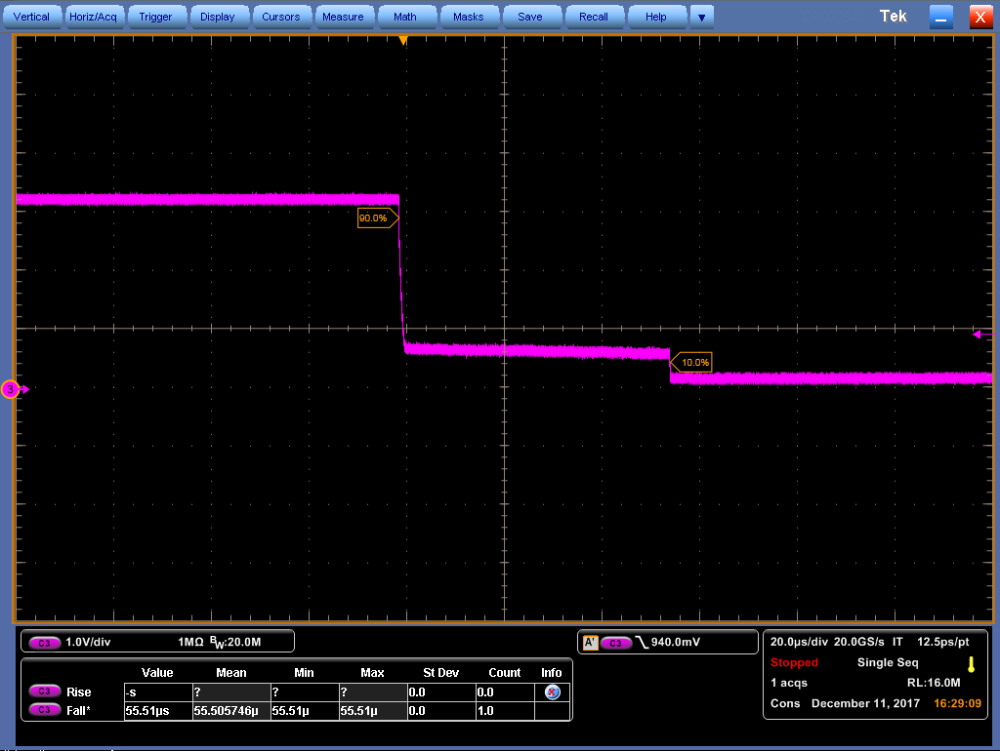 Vertical Horiz/Acq Trigger Display Cursors Measure Math Masks Save Recall Help ▼ Tek X
90.0%
10.0%
3
C3 1.0V/div 1MΩ BW:20.0M
A' C3 940.0mV
20.0µs/div 20.0GS/s IT 12.5ps/pt
Stopped Single Seq
1 acqs RL:16.0M
Cons December 11, 2017 16:29:09
Value Mean Min Max St Dev Count Info
C3 Rise -s ? ? ? 0.0 0.0
C3 Fall* 55.51µs 55.505746µ 55.51µ 55.51µ 0.0 1.0